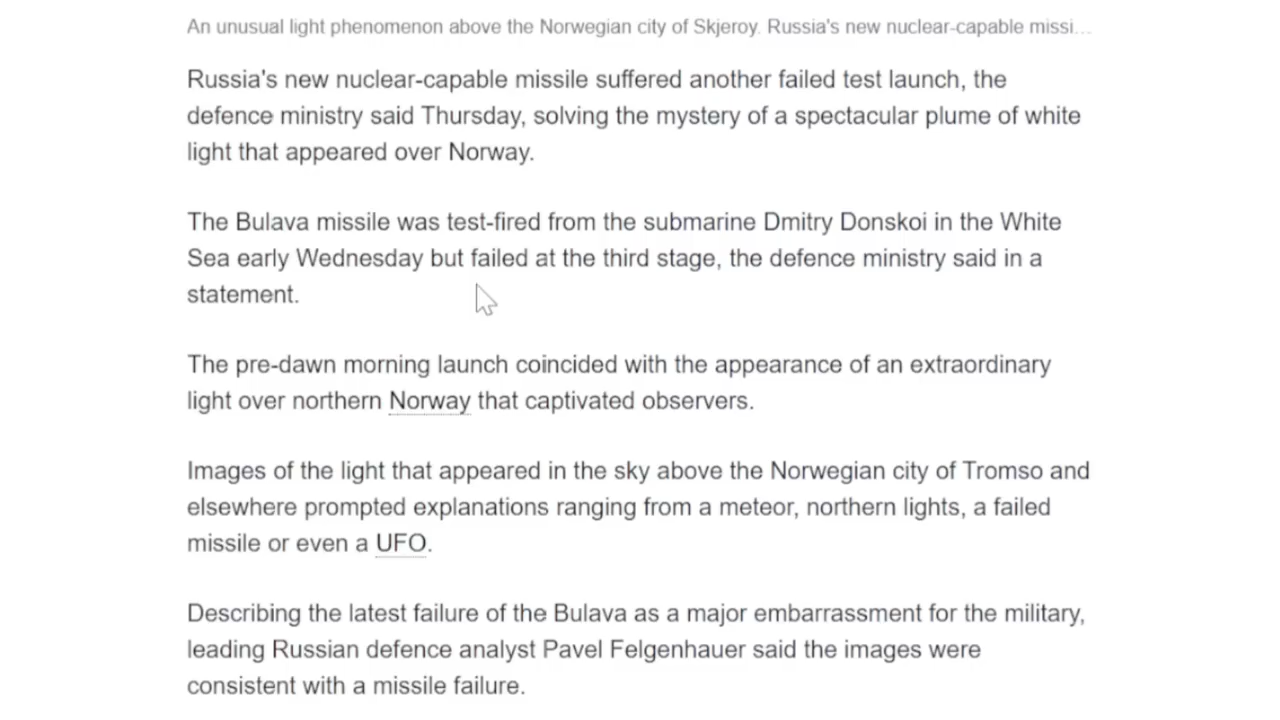 An unusual light phenomenon above the Norwegian city of Skjeroy. Russia's new nuclear-capable missi...
Russia's new nuclear-capable missile suffered another failed test launch, the
defence ministry said Thursday, solving the mystery of a spectacular plume of white
light that appeared over Norway.
The Bulava missile was test-fired from the submarine Dmitry Donskoi in the White
Sea early Wednesday but failed at the third stage, the defence ministry said in a
statement.
The pre-dawn morning launch coincided with the appearance of an extraordinary
light over northern Norway that captivated observers.
Images of the light that appeared in the sky above the Norwegian city of Tromso and
elsewhere prompted explanations ranging from a meteor, northern lights, a failed
missile or even a UFO.
Describing the latest failure of the Bulava as a major embarrassment for the military,
leading Russian defence analyst Pavel Felgenhauer said the images were
consistent with a missile failure.